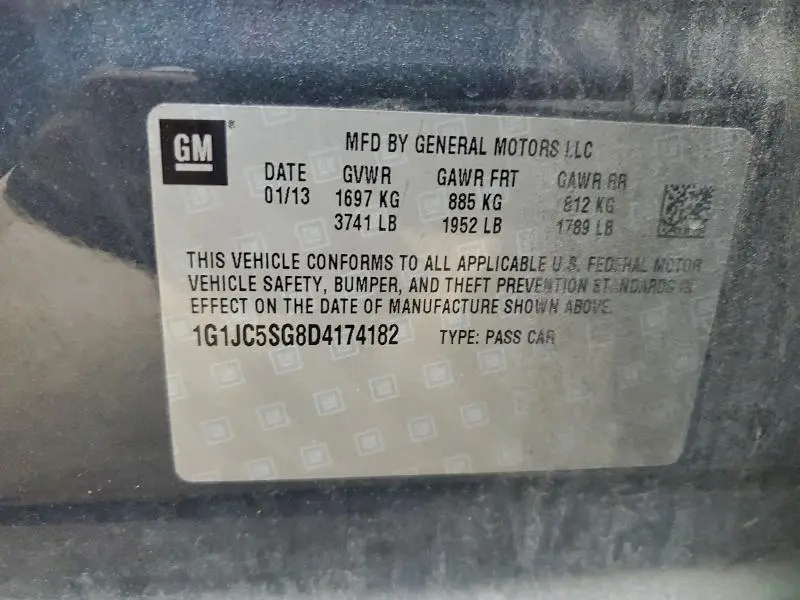 GM®
MFD BY GENERAL MOTORS LLC
DATE GVWR GAWR FRT GAWR RR
01/13 1697 KG 885 KG 812 KG
3741 LB 1952 LB 1789 LB
THIS VEHICLE CONFORMS TO ALL APPLICABLE U.S. FEDERAL MOTOR
VEHICLE SAFETY, BUMPER, AND THEFT PREVENTION STANDARDS IN
EFFECT ON THE DATE OF MANUFACTURE SHOWN ABOVE.
1G1JC5SG8D4174182 TYPE: PASS CAR